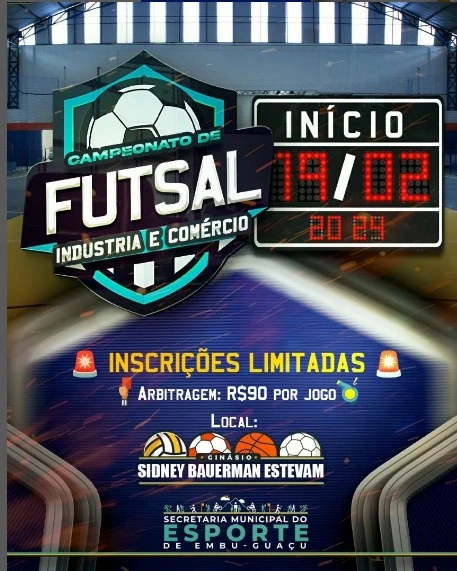 CAMPEONATO DE
FUTSAL
INDUSTRIA E COMÉRCIO
INÍCIO
19/02
2024
INSCRIÇÕES LIMITADAS
ARBITRAGEM: R$90 POR JOGO
LOCAL:
GINÁSIO
SIDNEY BAUERMAN ESTEVAM
SECRETARIA MUNICIPAL DO
ESPORTE
DE EMBU-GUAÇU